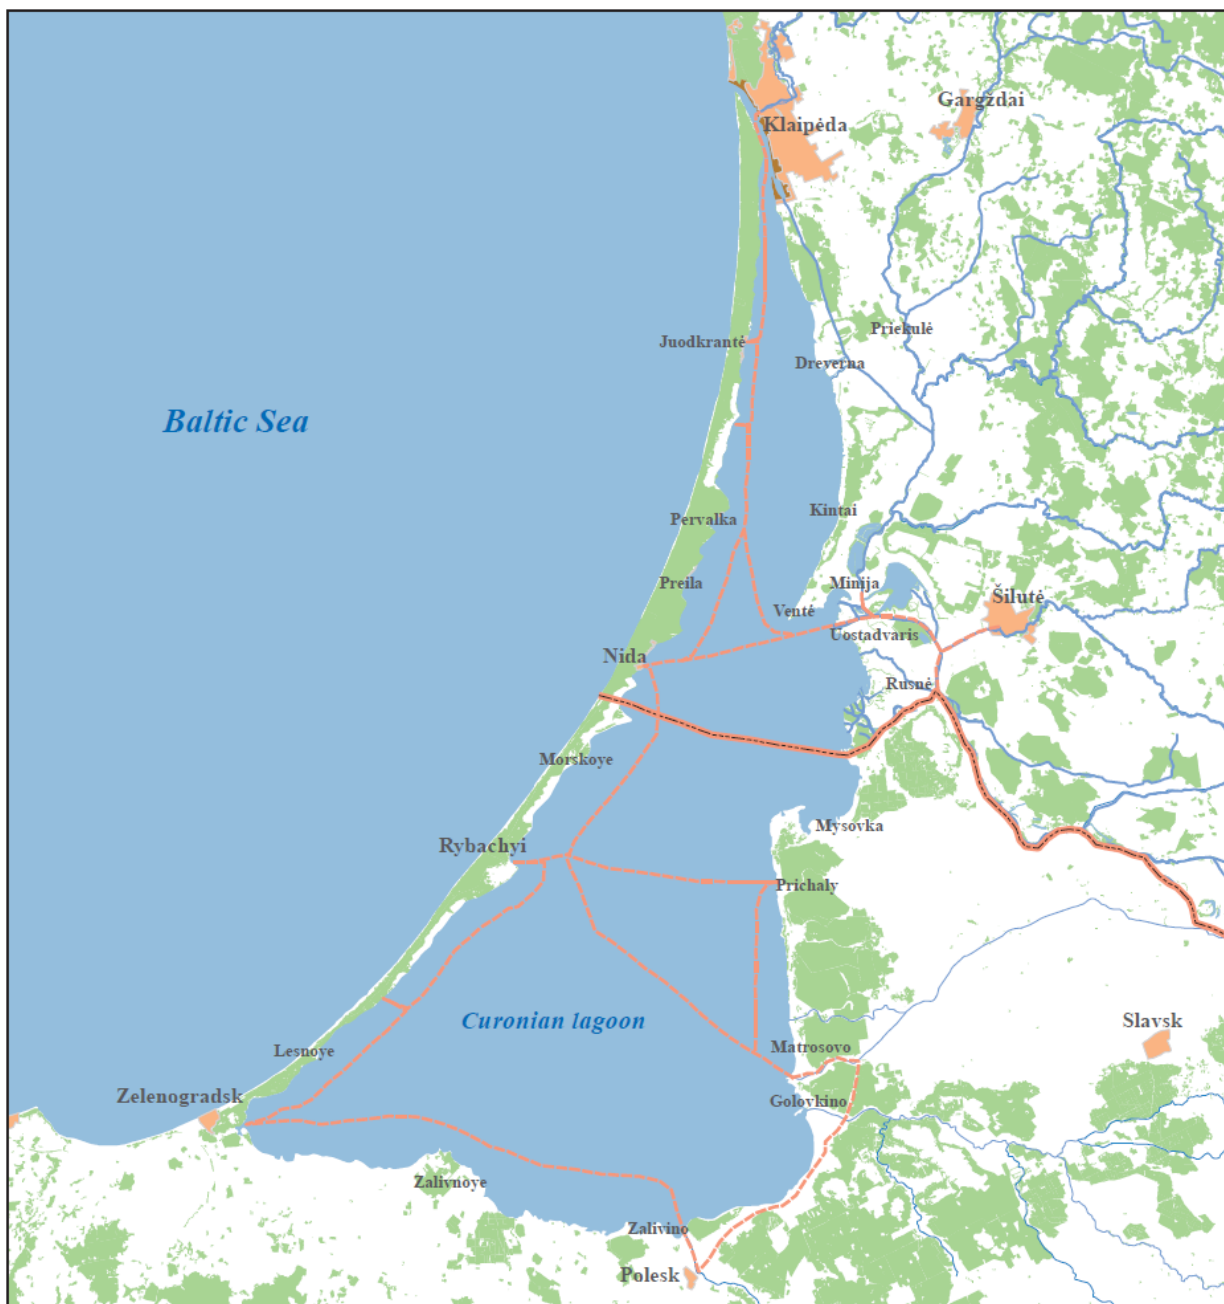 Gargždai
Klaipėda
Priekulė
Juodkrantė
Dreverna
Baltic Sea
Kintai
Pervalka
Preila
Minija
Šilutė
Ventė
Uostadvaris
Nida
Rusnė
Morskoye
Mysovka
Rybachyi
Prichaly
Curonian lagoon
Slavsk
Matrosovo
Lesnoye
Zelenogradsk
Golovkino
Zalivnoye
Zalivino
Polesk